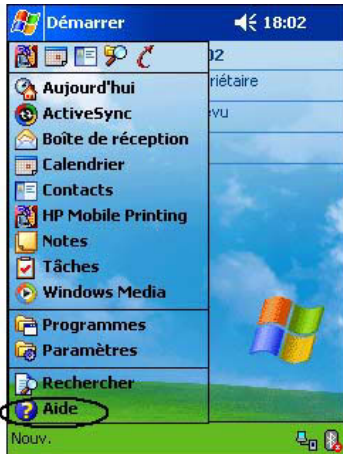 Démarrer 18:02
02
riétaire
Aujourd'hui
evu
ActiveSync
Boîte de réception
Calendrier
Contacts
HP Mobile Printing
Notes
Tâches
Windows Media
Programmes
Paramètres
Rechercher
Aide
Nouv.